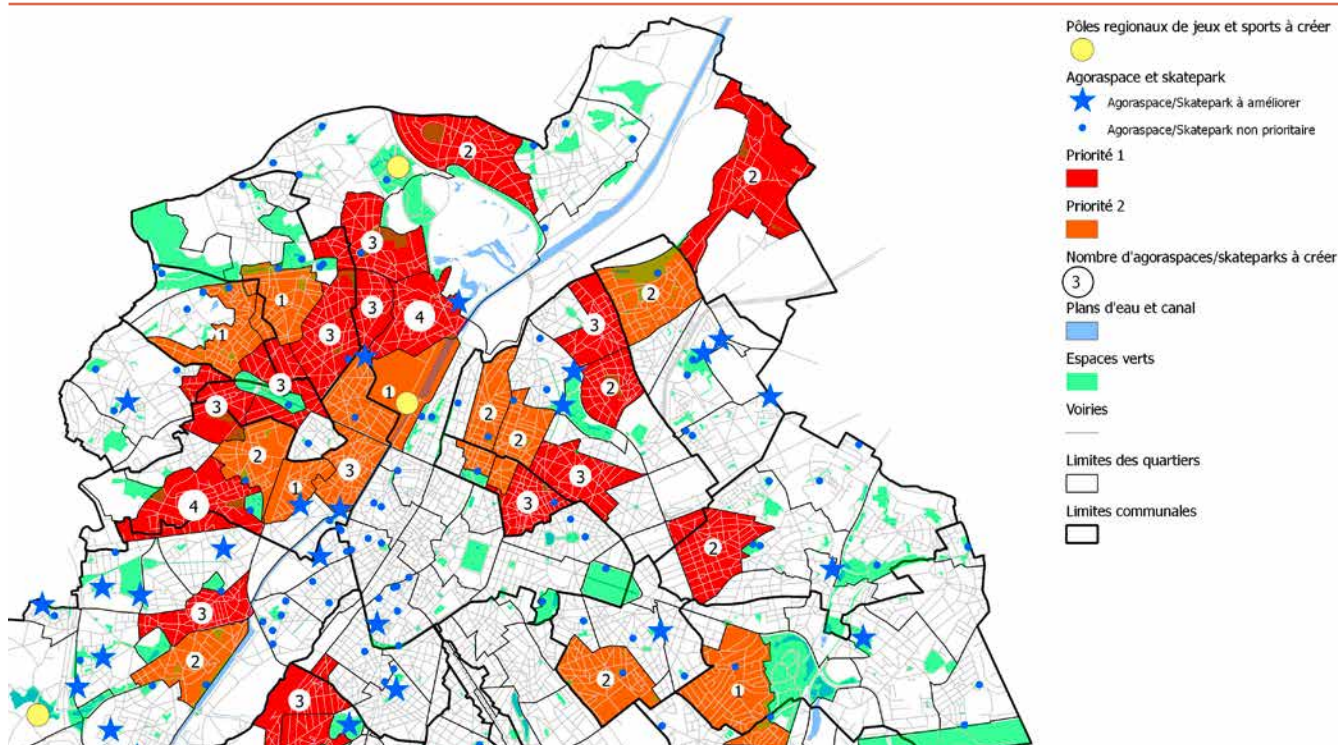 Pôles regionaux de jeux et sports à créer
Agoraspace et skatepark
Agoraspace/Skatepark à améliorer
Agoraspace/Skatepark non prioritaire
Priorité 1
Priorité 2
Nombre d'agoraspaces/skateparks à créer
3
Plans d'eau et canal
Espaces verts
Voiries
Limites des quartiers
Limites communales
2
2
3
1
3
4
2
3
1
3
3
2
3
1
2
2
2
3
3
1
3
4
2
3
2
2
1
3